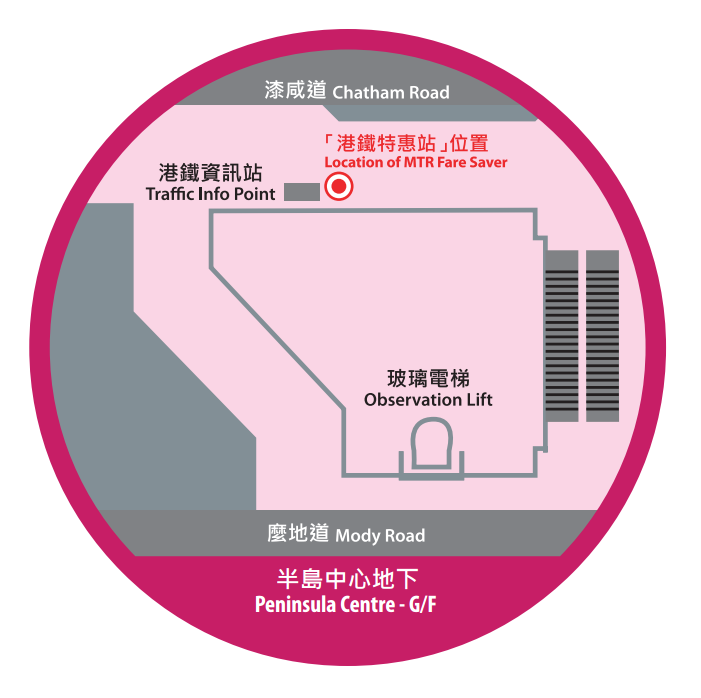 漆咸道 Chatham Road
「港鐵特惠站」位置
Location of MTR Fare Saver
港鐵資訊站
Traffic Info Point
玻璃電梯
Observation Lift
麼地道 Mody Road
半島中心地下
Peninsula Centre - G/F